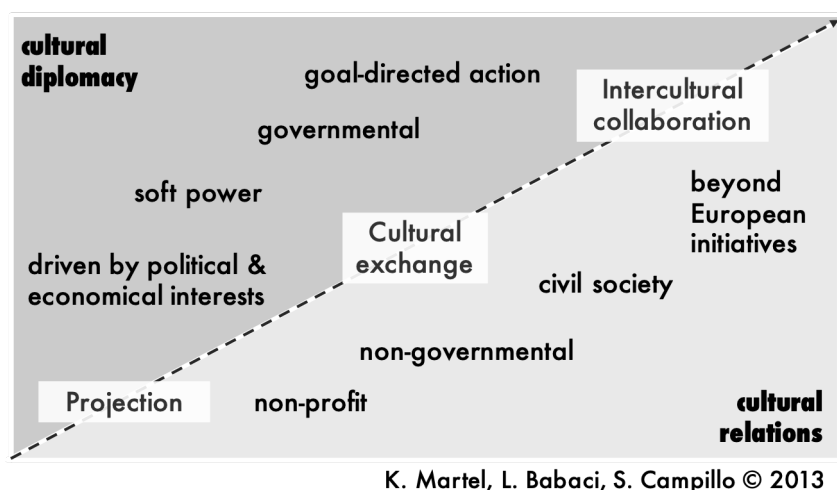 cultural
diplomacy
goal-directed action
Intercultural
collaboration
governmental
soft power
beyond
European
initiatives
Cultural
exchange
driven by political &
economical interests
civil society
non-governmental
Projection
non-profit
cultural
relations
K. Martel, L. Babaci, S. Campillo © 2013